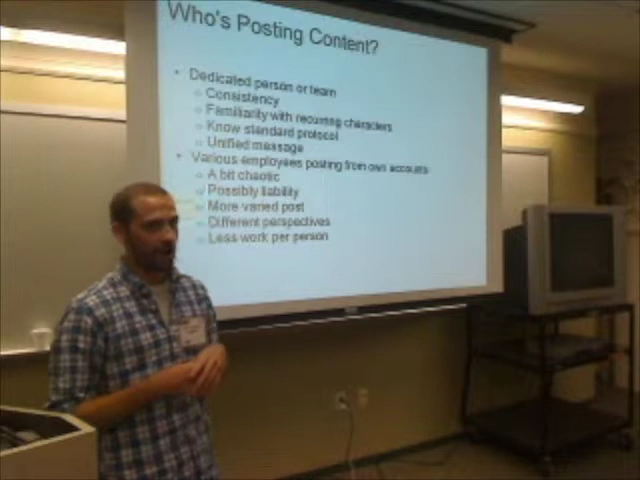 Who's Posting Content?
• Dedicated person or team
o Consistency
o Familiarity with recurring characters
o Know standard protocol
o Unified message
• Various employees posting from own accounts
o A bit chaotic
o Possibly liability
o More varied post
o Different perspectives
o Less work per person